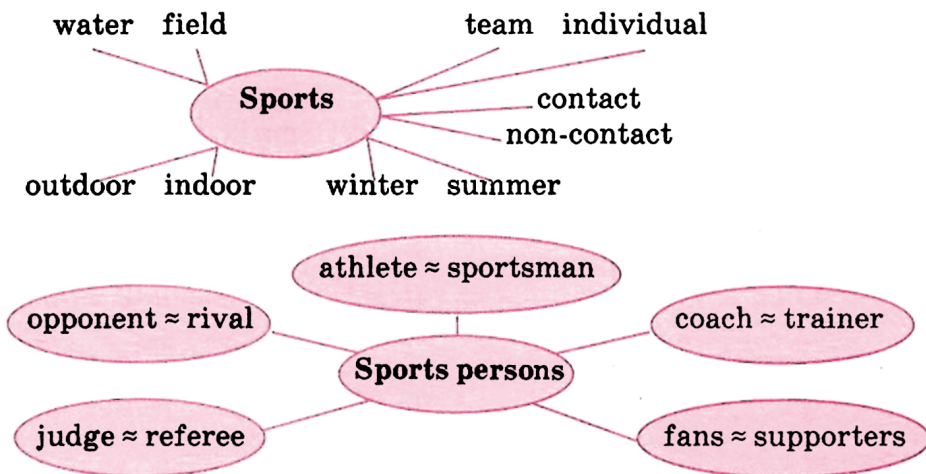 water field team individual
Sports
contact
non-contact
outdoor indoor winter summer
athlete ≈ sportsman
opponent ≈ rival coach ≈ trainer
Sports persons
judge ≈ referee fans ≈ supporters